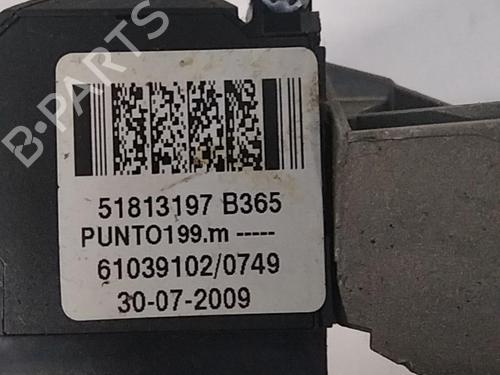 B-PARTS
51813197 B365
PUNTO199.m -----
61039102/0749
30-07-2009